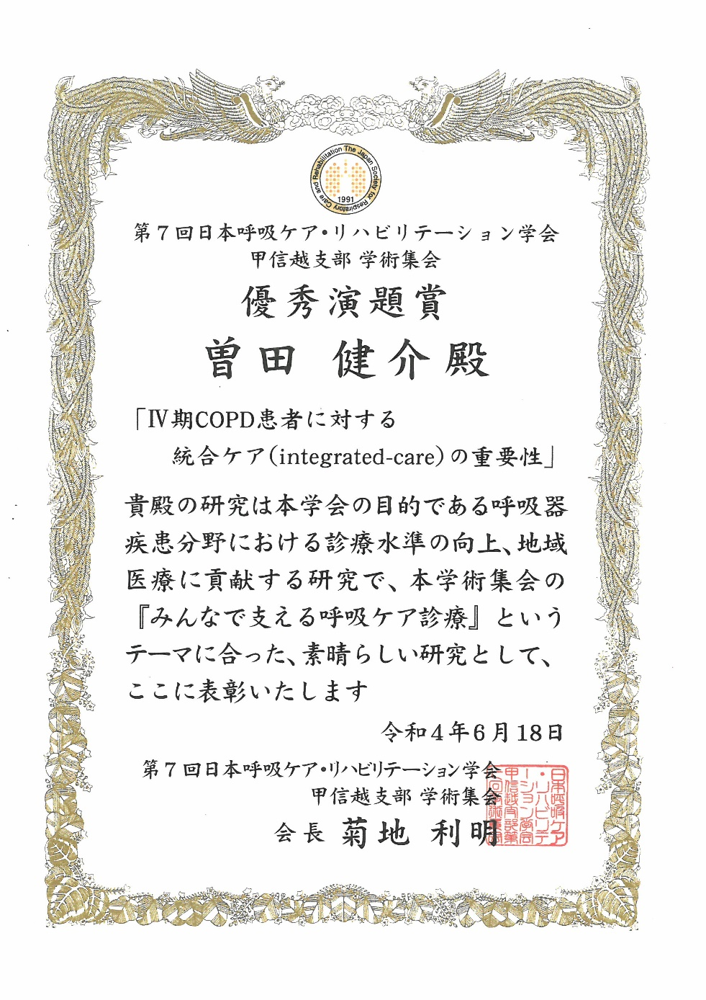 The Japan Society for Respiratory Care and Rehabilitation
1991
第７回日本呼吸ケア・リハビリテーション学会
甲信越支部 学術集会
優秀演題賞
曽田 健介殿
「Ⅳ期COPD患者に対する
統合ケア(integrated-care)の重要性」
貴殿の研究は本学会の目的である呼吸器
疾患分野における診療水準の向上、地域
医療に貢献する研究で、本学術集会の
『みんなで支える呼吸ケア診療』という
テーマに合った、素晴らしい研究として、
ここに表彰いたします
令和４年６月18日
第７回日本呼吸ケア・リハビリテーション学会
甲信越支部 学術集会
会長 菊地 利明
日本呼吸ケア
・リハビリテ
ーション学会
甲信越支部第